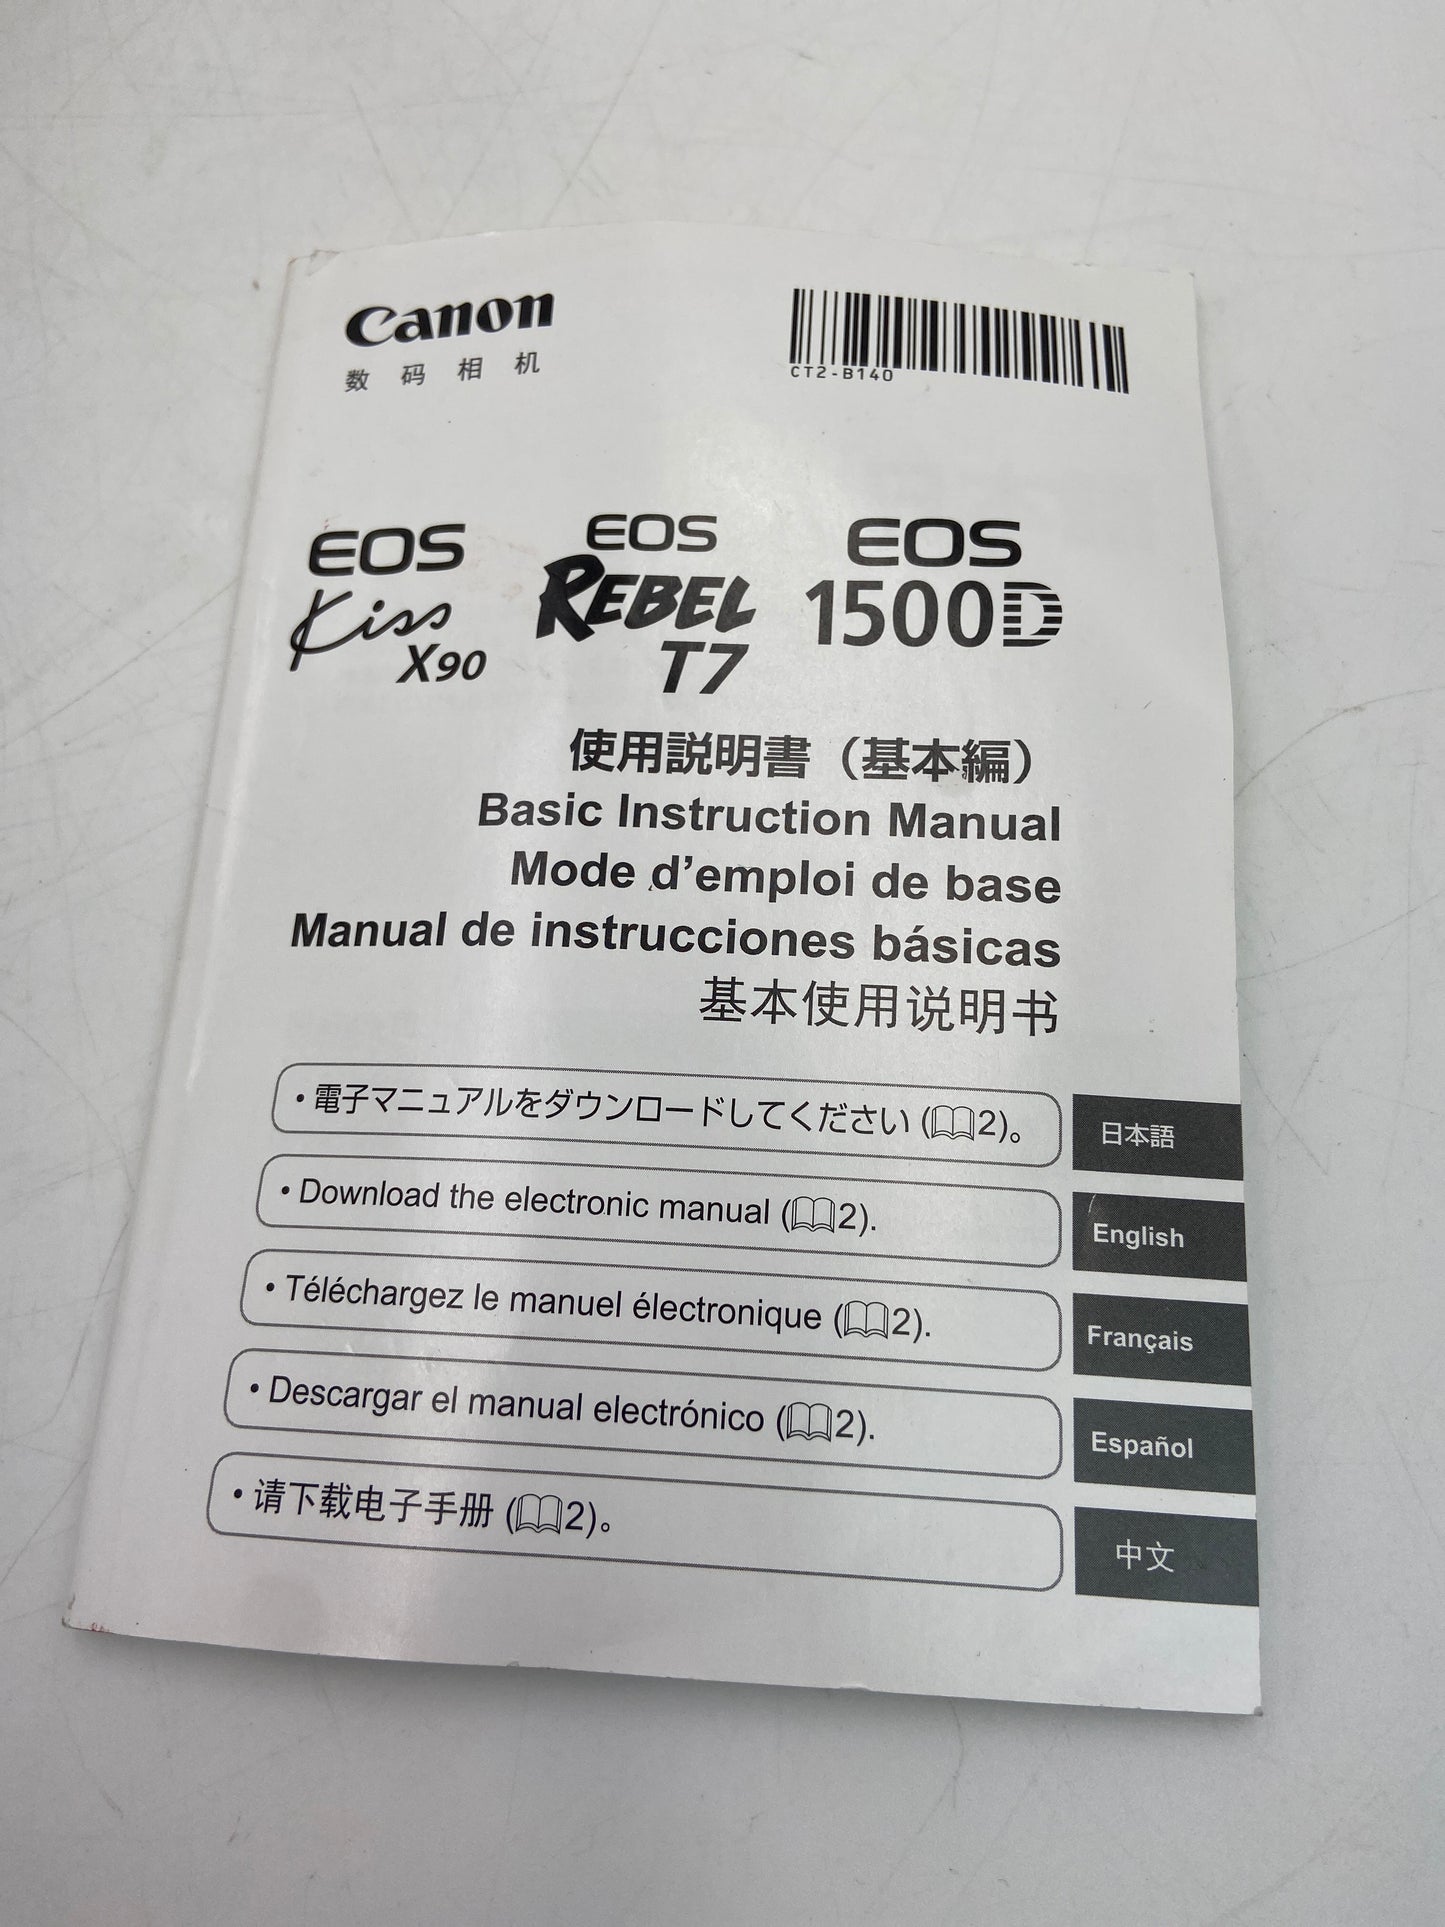 Canon
数码相机
CT2-B140
EOS
Kiss
X90
EOS
REBEL
T7
EOS
1500D
使用説明書（基本編）
Basic Instruction Manual
Mode d'emploi de base
Manual de instrucciones básicas
基本使用说明书
• 電子マニュアルをダウンロードしてください (2)。
日本語
• Download the electronic manual (2).
English
• Téléchargez le manuel électronique (2).
Français
• Descargar el manual electrónico (2).
Español
• 请下载电子手册 (2)。
中文